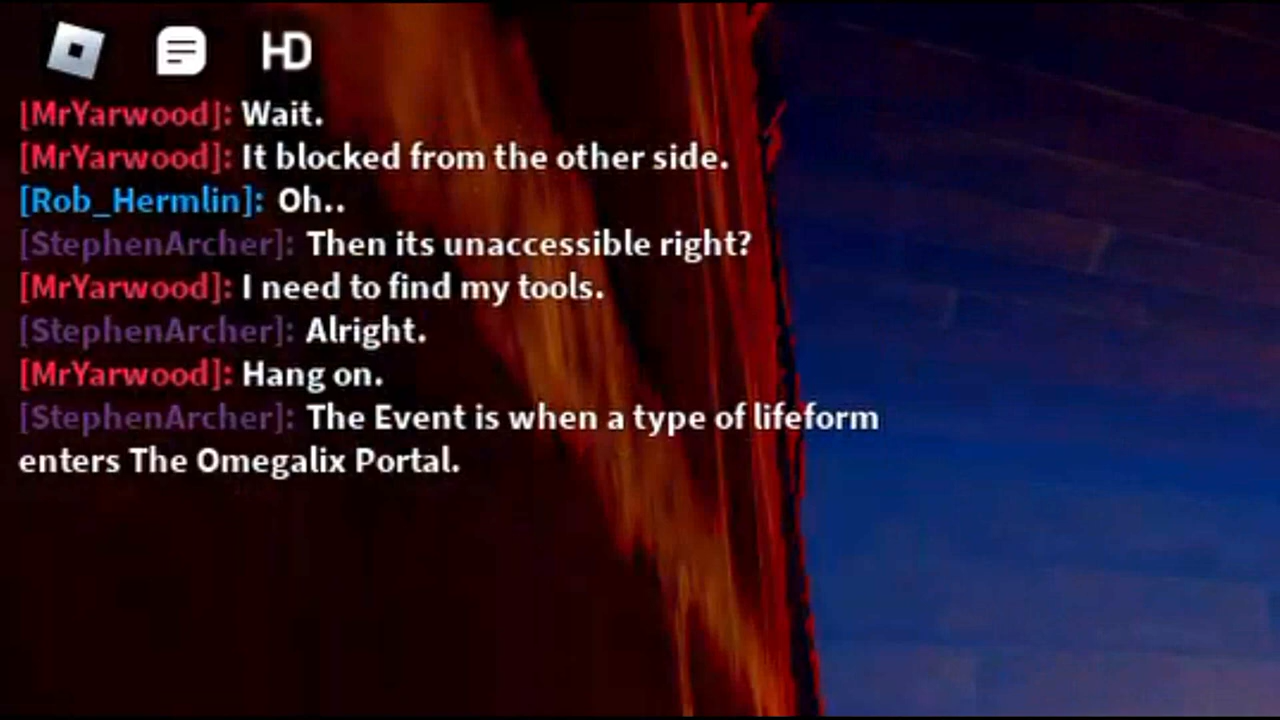 HD
[MrYarwood]: Wait.
[MrYarwood]: It blocked from the other side.
[Rob_Hermlin]: Oh..
[StephenArcher]: Then its unaccessible right?
[MrYarwood]: I need to find my tools.
[StephenArcher]: Alright.
[MrYarwood]: Hang on.
[StephenArcher]: The Event is when a type of lifeform
enters The Omegalix Portal.